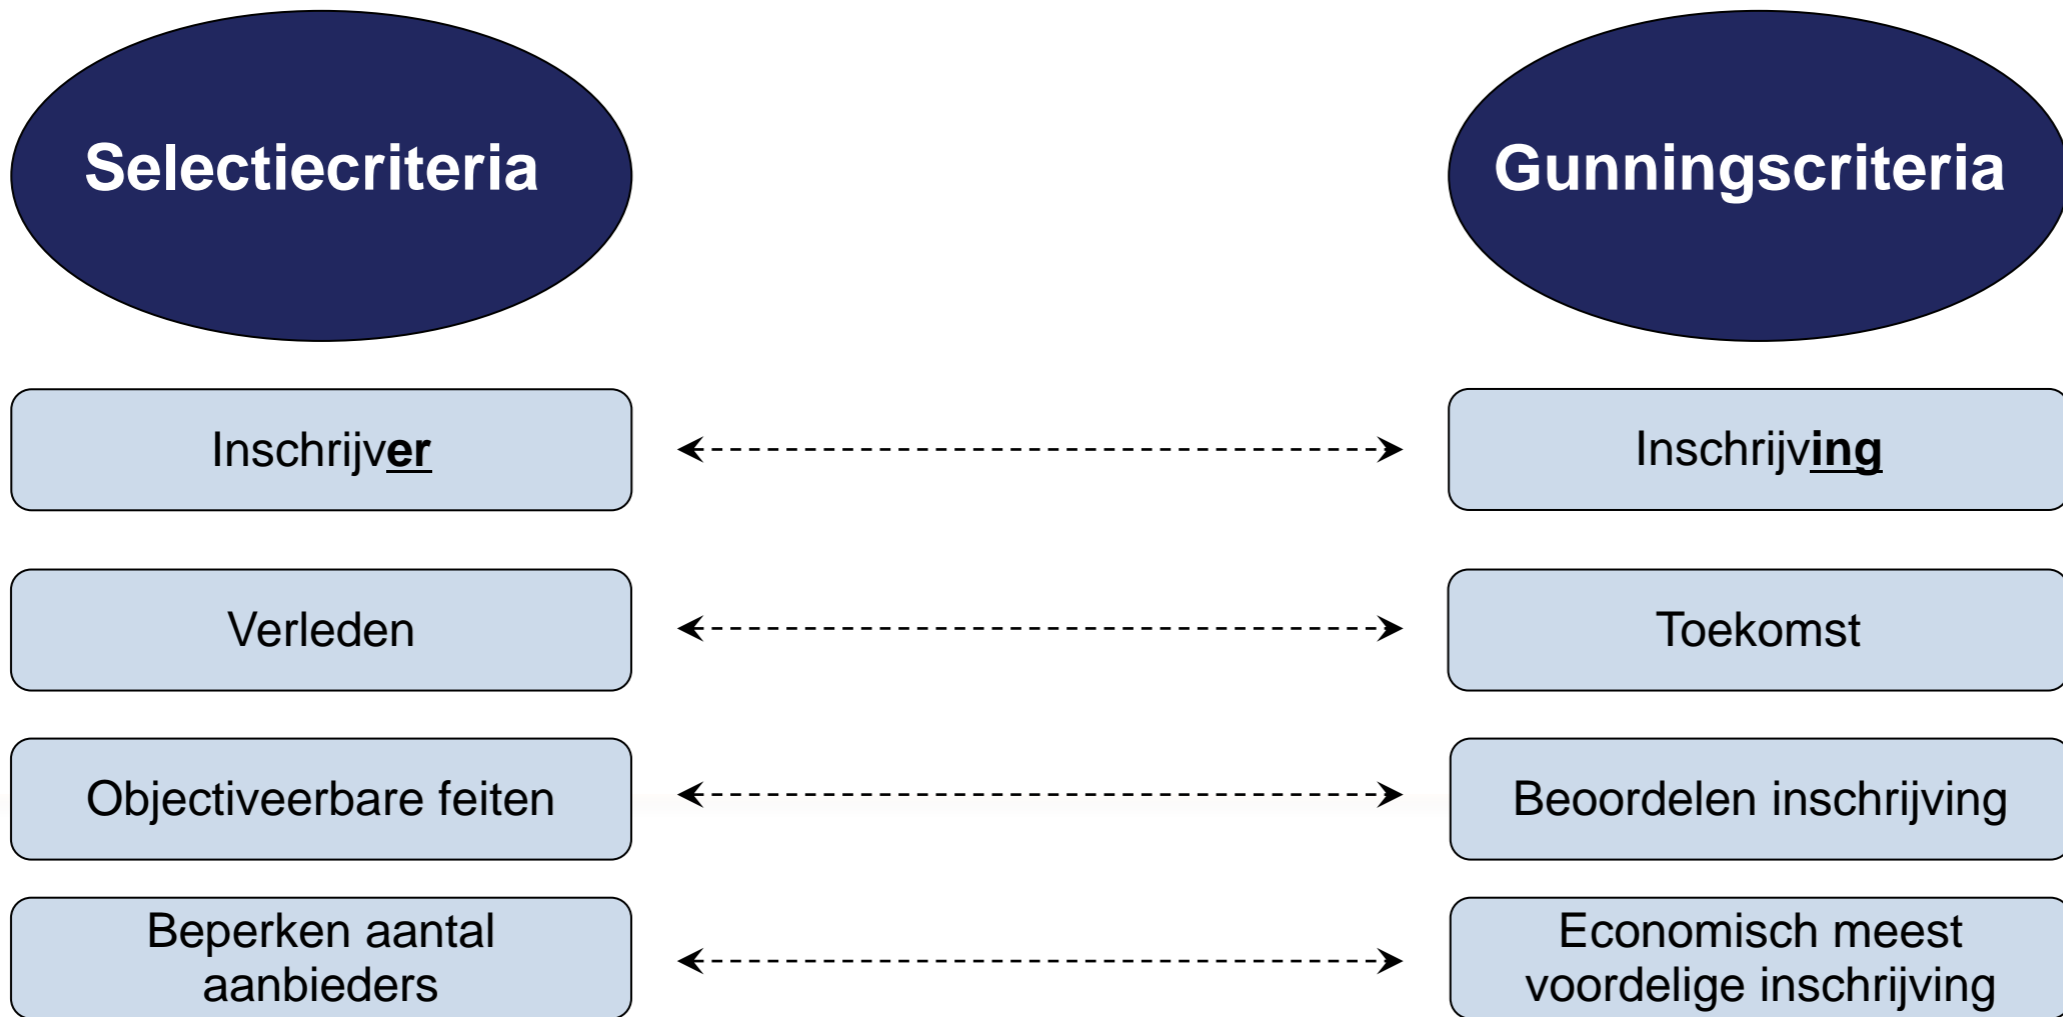 Selectiecriteria
Gunningscriteria
Inschrijver
Inschrijving
Verleden
Toekomst
Objectiveerbare feiten
Beoordelen inschrijving
Beperken aantal
aanbieders
Economisch meest
voordelige inschrijving